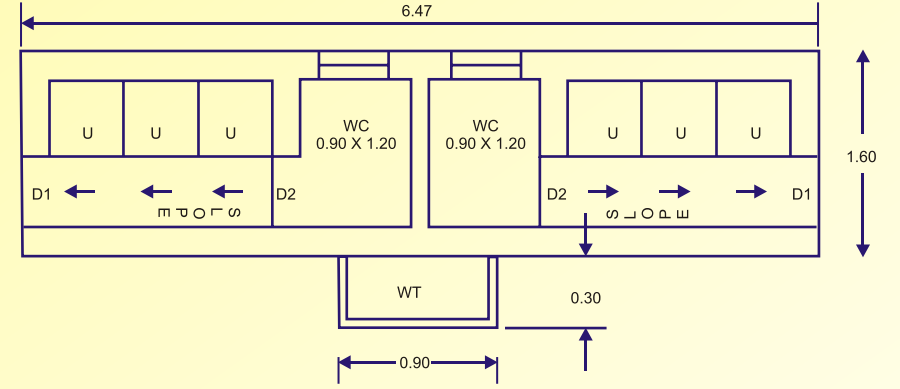 6.47
U U U
WC
0.90 X 1.20
WC
0.90 X 1.20
U U U
1.60
D1
D2
D2
D1
SLOPE
SLOPE
WT
0.30
0.90